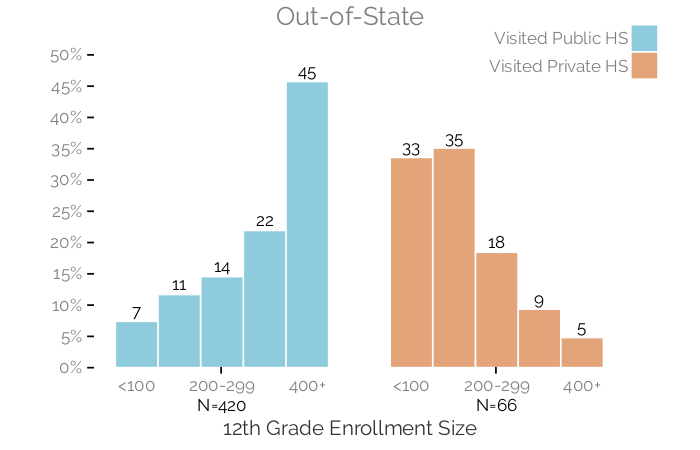 Out-of-State
Visited Public HS
Visited Private HS
50%
45%
40%
35%
30%
25%
20%
15%
10%
5%
0%
7
11
14
22
45
33
35
18
9
5
<100 200-299 400+
<100 200-299 400+
N=420
N=66
12th Grade Enrollment Size